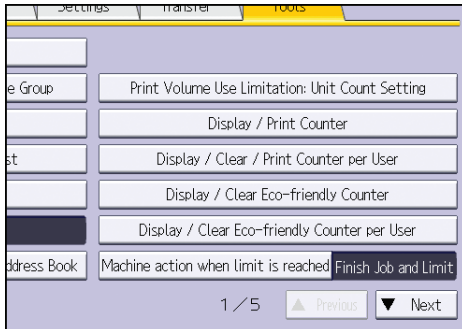 Settings Transfer Tools
e Group Print Volume Use Limitation: Unit Count Setting
Display / Print Counter
st Display / Clear / Print Counter per User
Display / Clear Eco-friendly Counter
Display / Clear Eco-friendly Counter per User
ddress Book Machine action when limit is reached Finish Job and Limit
1/5 ▲ Previous ▼ Next